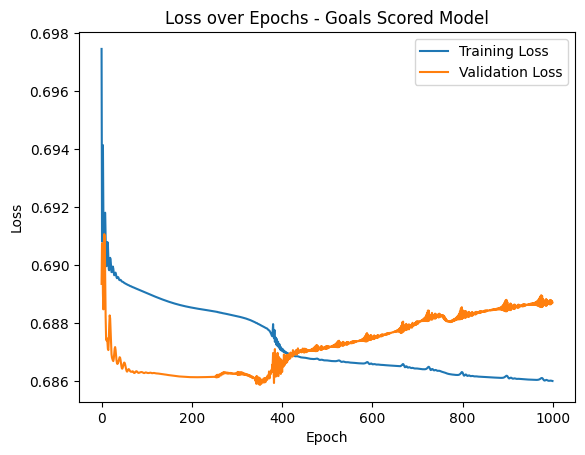 Loss over Epochs - Goals Scored Model
Training Loss
Validation Loss
0.698
0.696
0.694
0.692
0.690
0.688
0.686
Loss
0
200
400
600
800
1000
Epoch